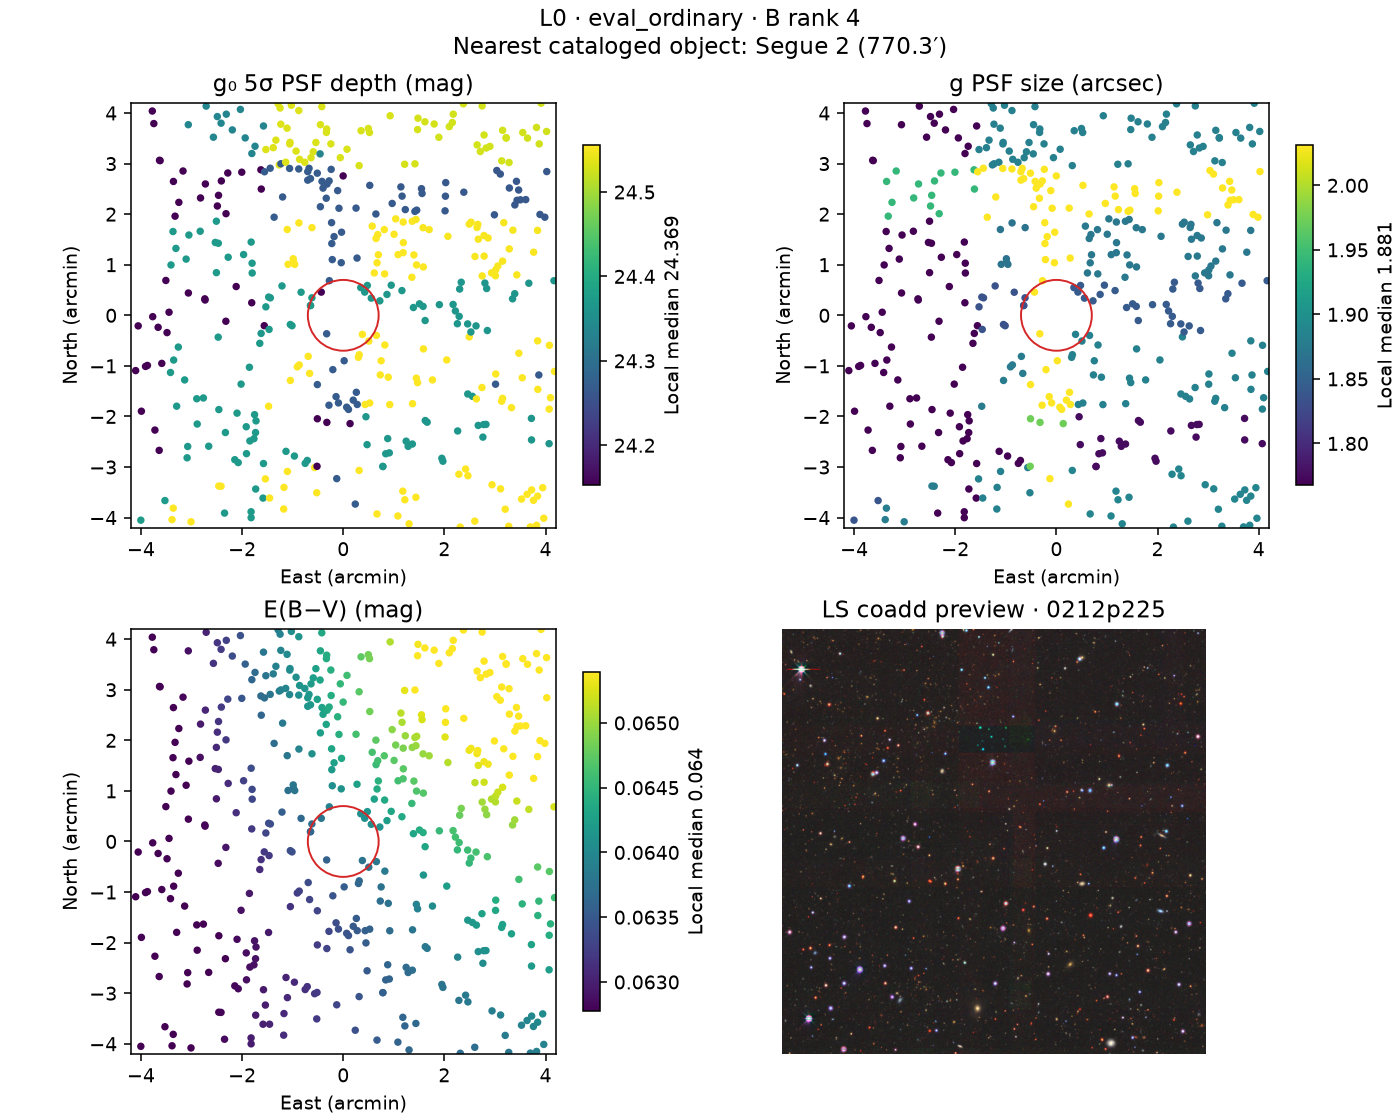 L0 · eval_ordinary · B rank 4
Nearest cataloged object: Segue 2 (770.3′)
g₀ 5σ PSF depth (mag)
4
3
2
1
0
−1
−2
−3
−4
North (arcmin)
−4 −2 0 2 4
East (arcmin)
24.5
24.4
24.3
24.2
Local median 24.369
g PSF size (arcsec)
4
3
2
1
0
−1
−2
−3
−4
North (arcmin)
−4 −2 0 2 4
East (arcmin)
2.00
1.95
1.90
1.85
1.80
Local median 1.881
E(B−V) (mag)
4
3
2
1
0
−1
−2
−3
−4
North (arcmin)
−4 −2 0 2 4
East (arcmin)
0.0650
0.0645
0.0640
0.0635
0.0630
Local median 0.064
LS coadd preview · 0212p225